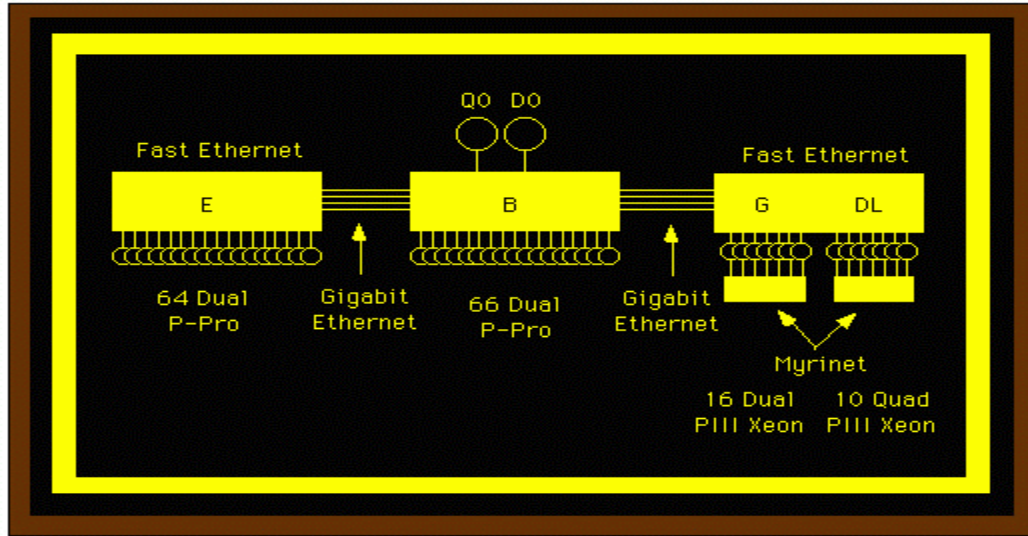 Q0 D0
Fast Ethernet
Fast Ethernet
E
B
G DL
64 Dual
P-Pro
Gigabit
Ethernet
66 Dual
P-Pro
Gigabit
Ethernet
Myrinet
16 Dual
PIII Xeon
10 Quad
PIII Xeon